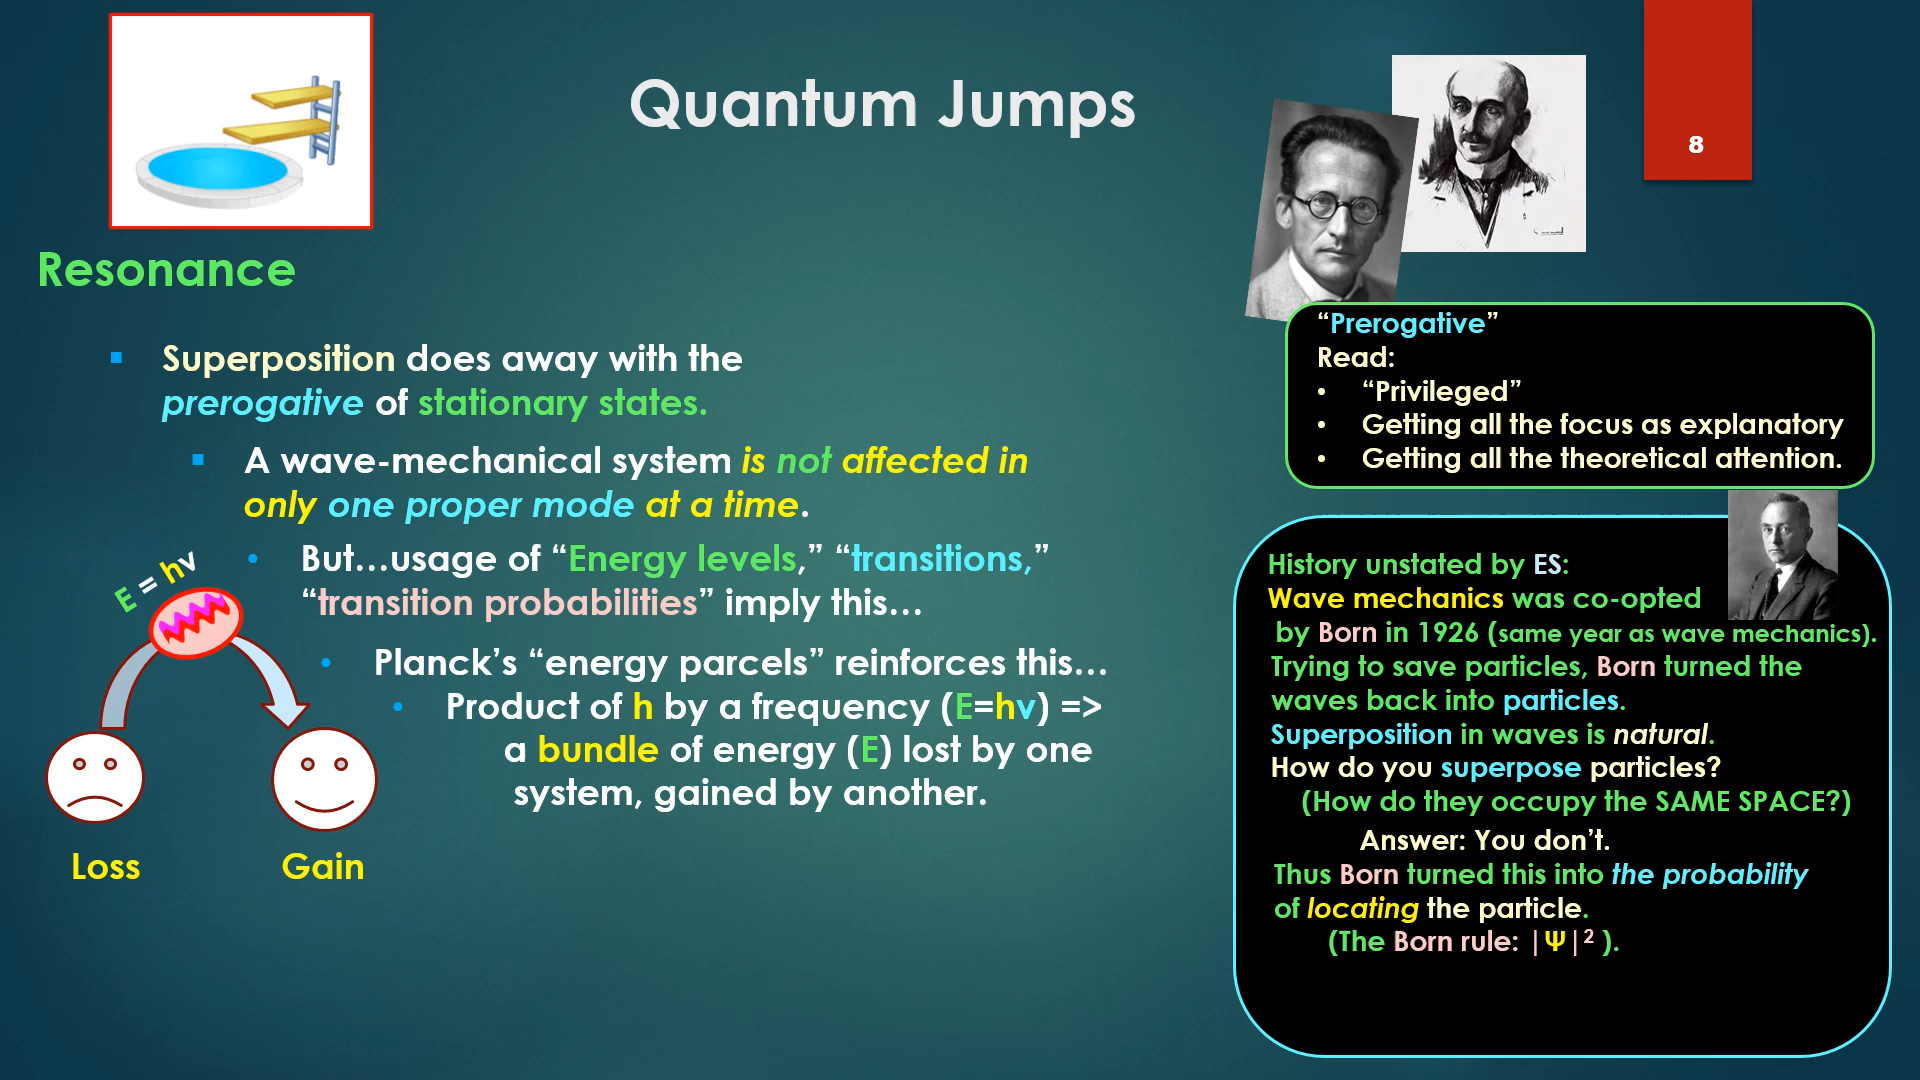 Quantum Jumps
8
Resonance
▪ Superposition does away with the
prerogative of stationary states.
▪ A wave-mechanical system is not affected in
only one proper mode at a time.
• But…usage of “Energy levels,” “transitions,”
“transition probabilities” imply this…
• Planck’s “energy parcels” reinforces this…
• Product of h by a frequency (E=hv) =>
a bundle of energy (E) lost by one
system, gained by another.
E = hv
Loss
Gain
“Prerogative”
Read:
• “Privileged”
• Getting all the focus as explanatory
• Getting all the theoretical attention.
History unstated by ES:
Wave mechanics was co-opted
by Born in 1926 (same year as wave mechanics).
Trying to save particles, Born turned the
waves back into particles.
Superposition in waves is natural.
How do you superpose particles?
(How do they occupy the SAME SPACE?)
Answer: You don’t.
Thus Born turned this into the probability
of locating the particle.
(The Born rule: |Ψ|² ).